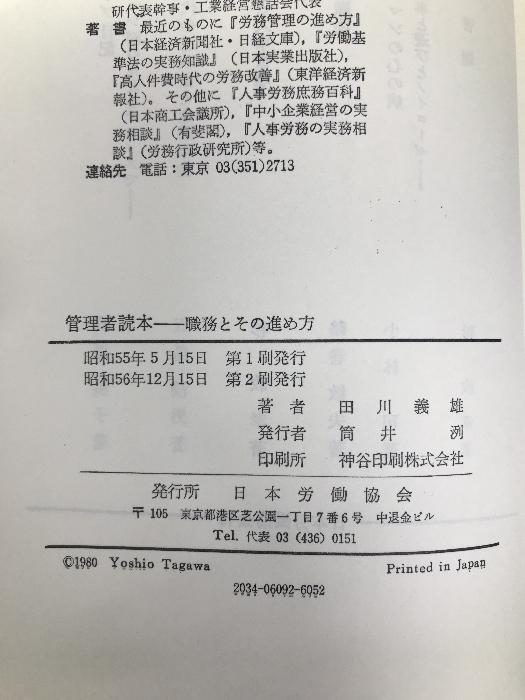 研代表幹事・工業経営懇話会代表
著書 最近のものに『労務管理の進め方』
（日本経済新聞社・日経文庫），『労働基
準法の実務知識』（日本実業出版社），
『高人件費時代の労務改善』（東洋経済新
報社）。その他に『人事労務庶務百科』
（日本商工会議所），『中小企業経営の実
務相談』（有斐閣），『人事労務の実務相
談』（労務行政研究所）等。
連絡先 電話：東京 03(351)2713
管理者読本――職務とその進め方
昭和55年5月15日 第1刷発行
昭和56年12月15日 第2刷発行
著者 田川義雄
発行者 筒井 洌
印刷所 神谷印刷株式会社
発行所 日本労働協会
〒105 東京都港区芝公園一丁目7番6号 中退金ビル
Tel. 代表 03 (436) 0151
©1980 Yoshio Tagawa
Printed in Japan
2034-06092-6052